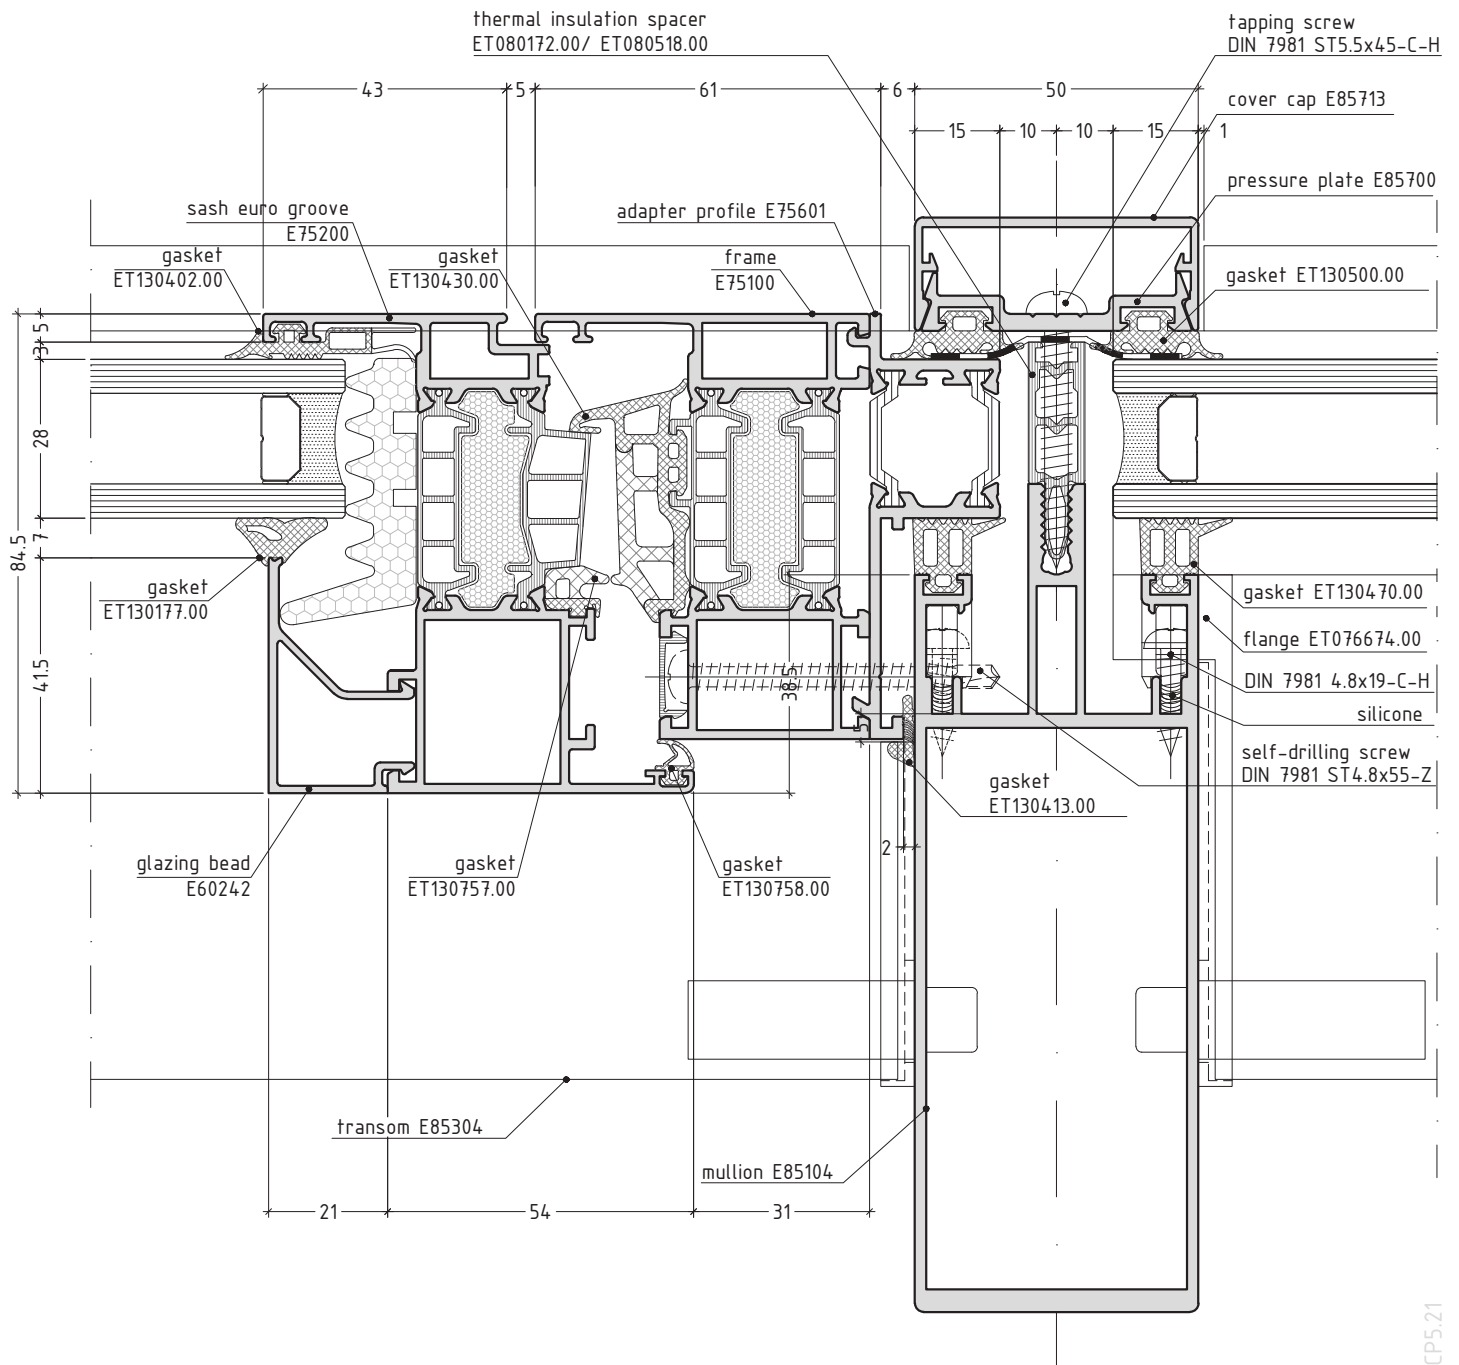 thermal insulation spacer
ET080172.00/ ET080518.00
tapping screw
DIN 7981 ST5.5x45-C-H
43
5
61
6
50
cover cap E85713
15
10
10
15
1
pressure plate E85700
sash euro groove
E75200
adapter profile E75601
gasket
ET130402.00
gasket
ET130430.00
frame
E75100
gasket ET130500.00
5
3
28
7
84.5
41.5
gasket
ET130177.00
gasket ET130470.00
flange ET076674.00
38.5
5
DIN 7981 4.8x19-C-H
silicone
self-drilling screw
DIN 7981 ST4.8x55-Z
gasket
ET130413.00
2
glazing bead
E60242
gasket
ET130757.00
gasket
ET130758.00
transom E85304
mullion E85104
21
54
31
CP5.21